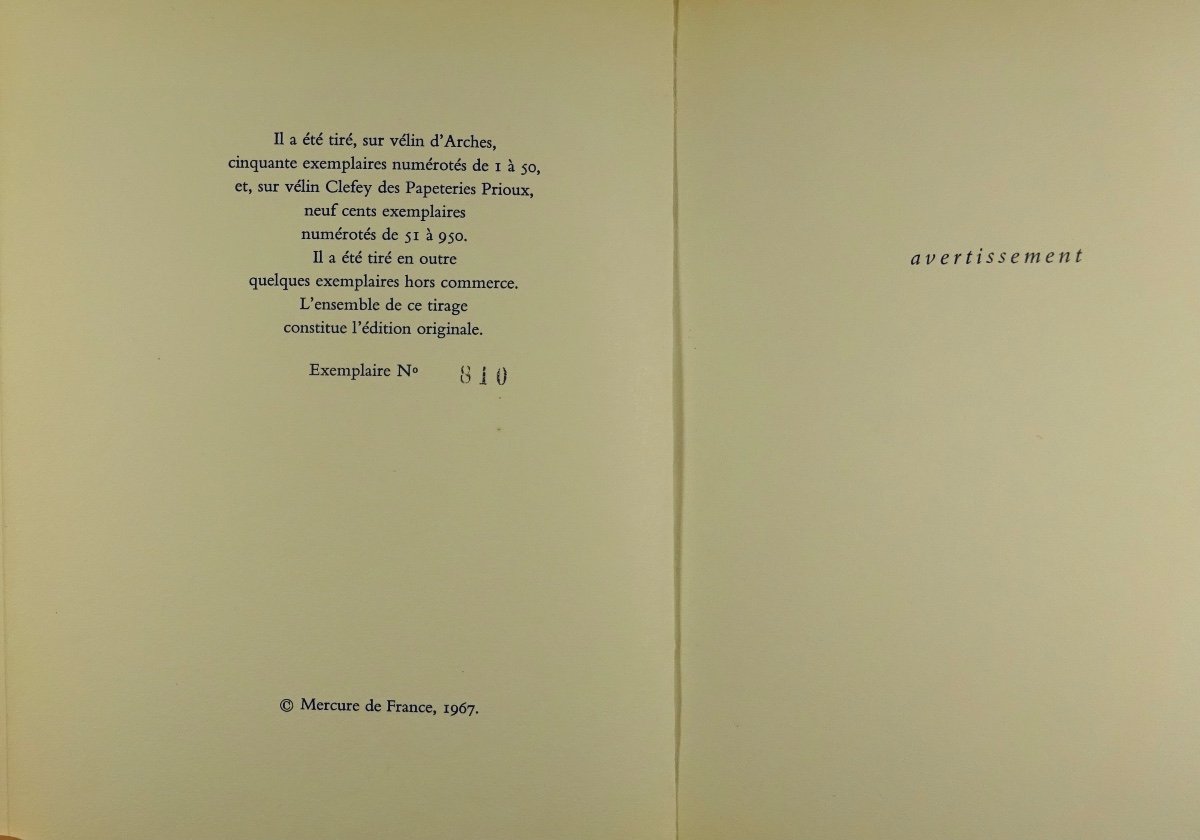 Il a été tiré, sur vélin d'Arches,
cinquante exemplaires numérotés de 1 à 50,
et, sur vélin Clefey des Papeteries Prioux,
neuf cents exemplaires
numérotés de 51 à 950.
Il a été tiré en outre
quelques exemplaires hors commerce.
L'ensemble de ce tirage
constitue l'édition originale.
Exemplaire Nº 810
© Mercure de France, 1967.
avertissement